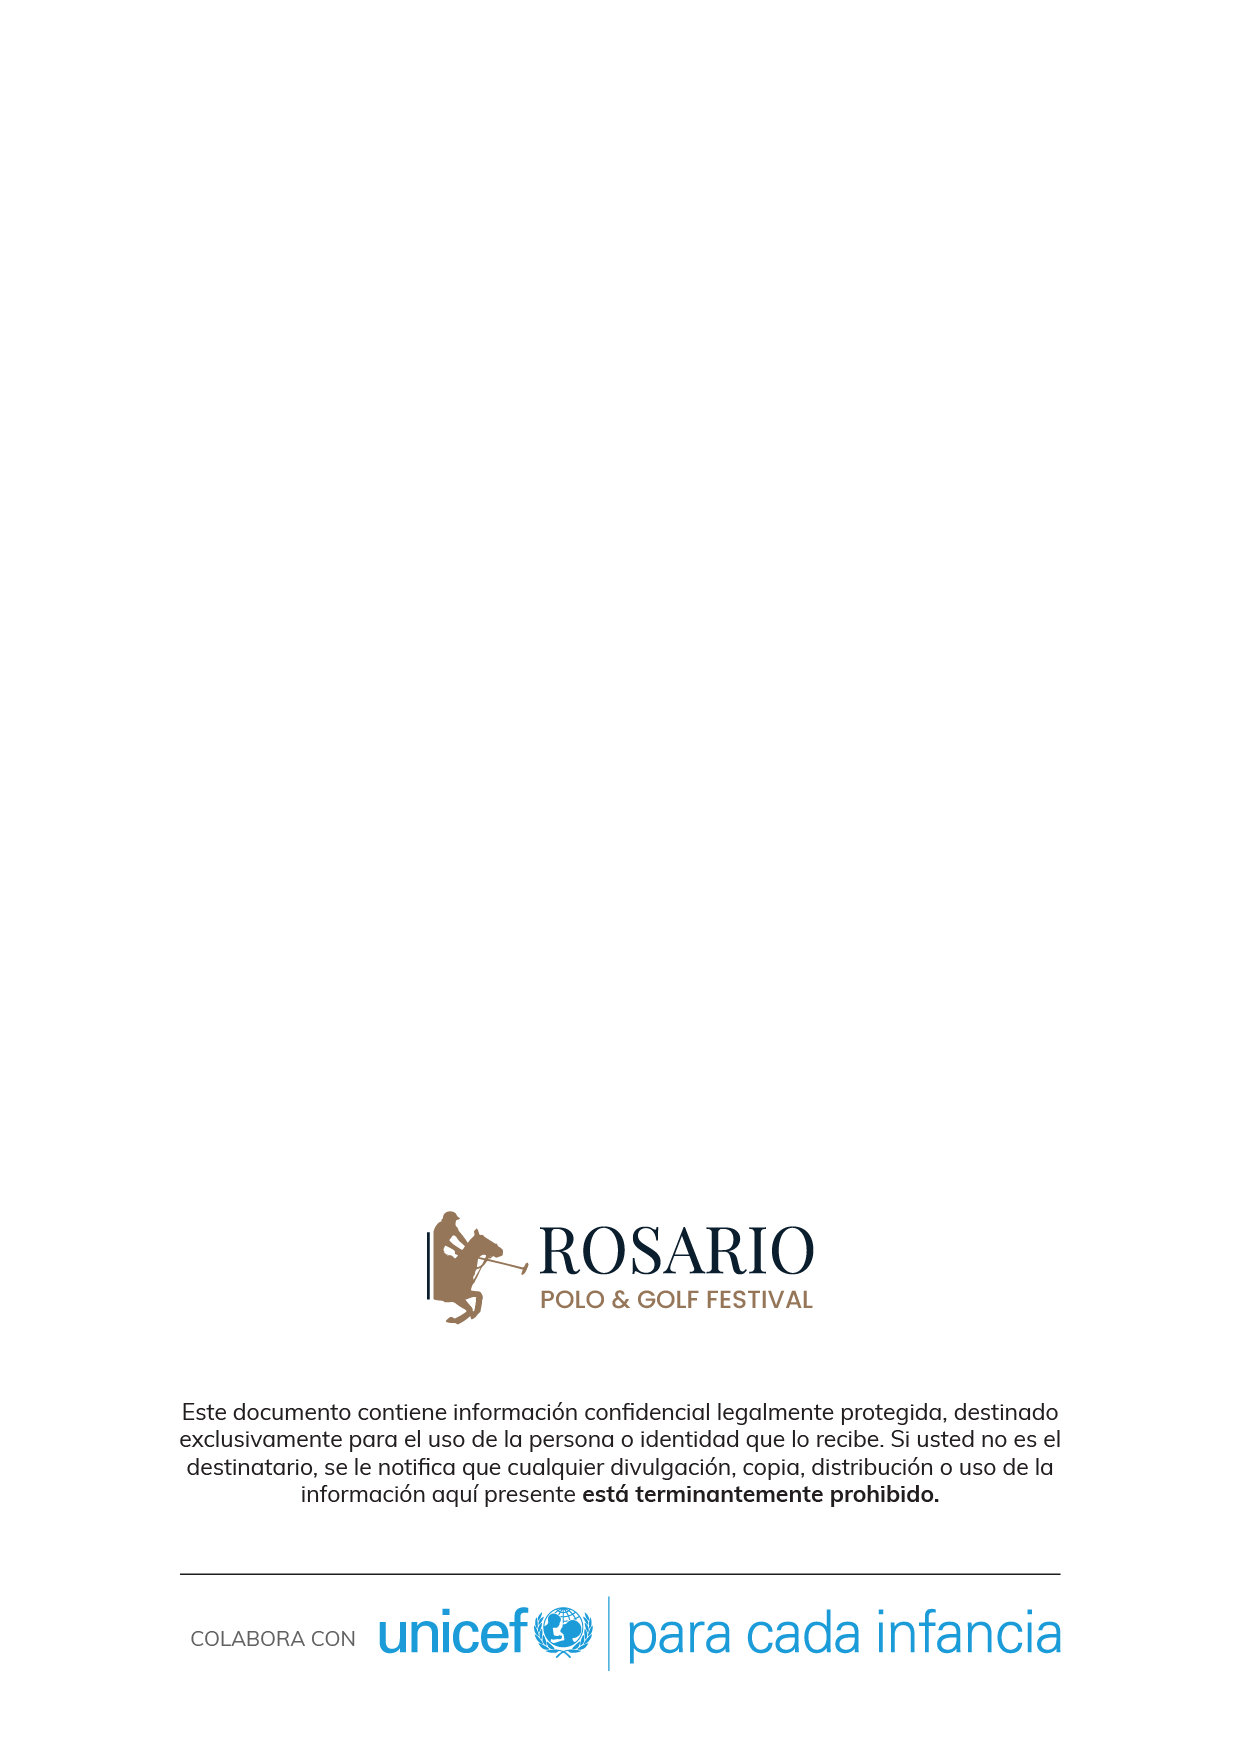 ROSARIO
POLO & GOLF FESTIVAL
Este documento contiene información confidencial legalmente protegida, destinado
exclusivamente para el uso de la persona o identidad que lo recibe. Si usted no es el
destinatario, se le notifica que cualquier divulgación, copia, distribución o uso de la
información aquí presente está terminantemente prohibido.
COLABORA CON unicef para cada infancia